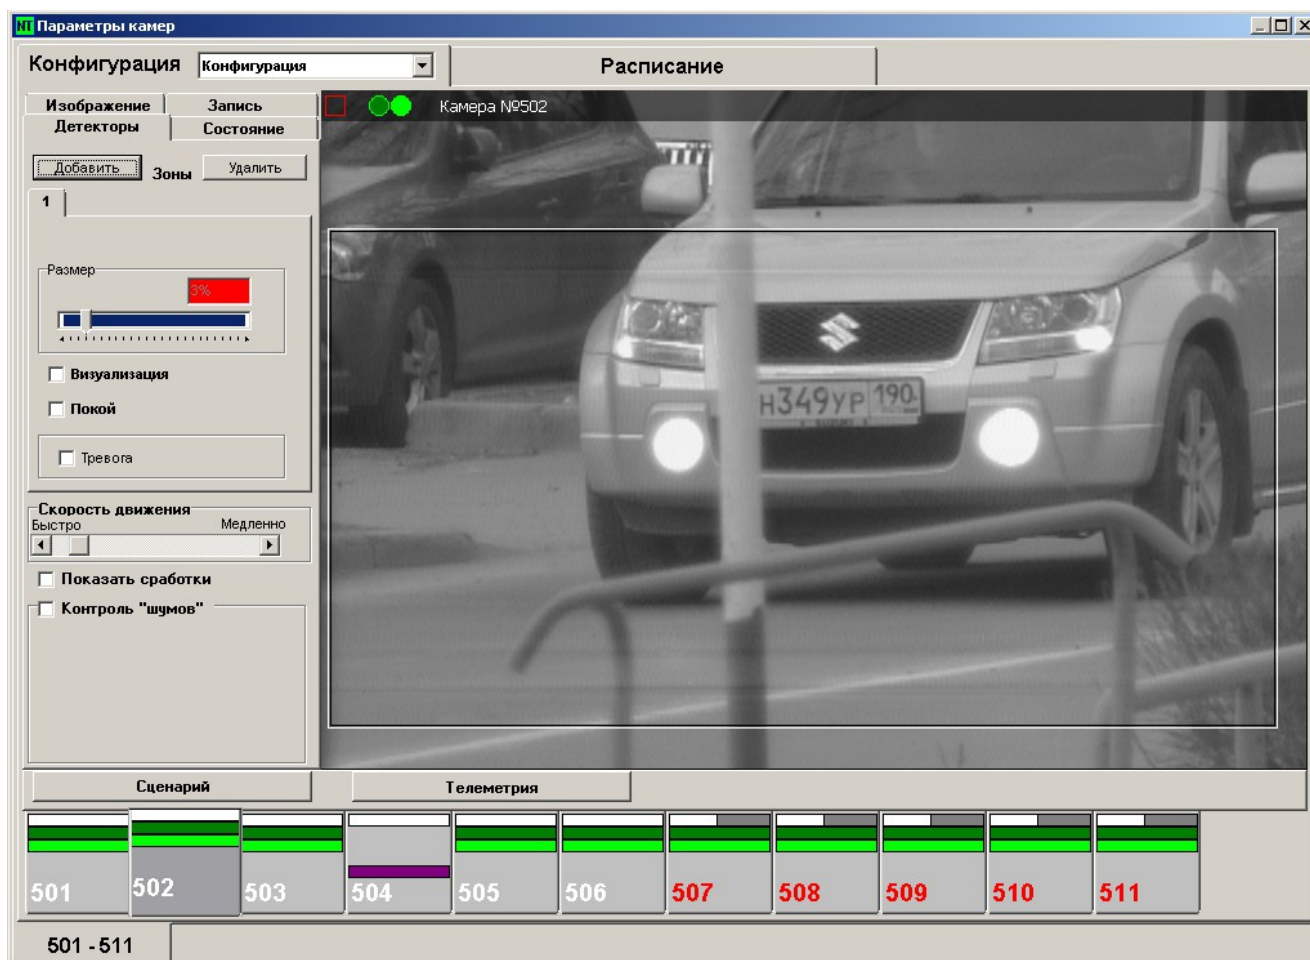 NT Параметры камер
Конфигурация Конфигурация Расписание
Изображение Запись
Детекторы Состояние
Камера №502
Добавить Зоны Удалить
1
Размер
3%
Визуализация
Покой
Тревога
Скорость движения
Быстро Медленно
Показать сработки
Контроль "шумов"
Н349УР 190
SUZUKI
Сценарий Телеметрия
501 502 503 504 505 506 507 508 509 510 511
501 - 511